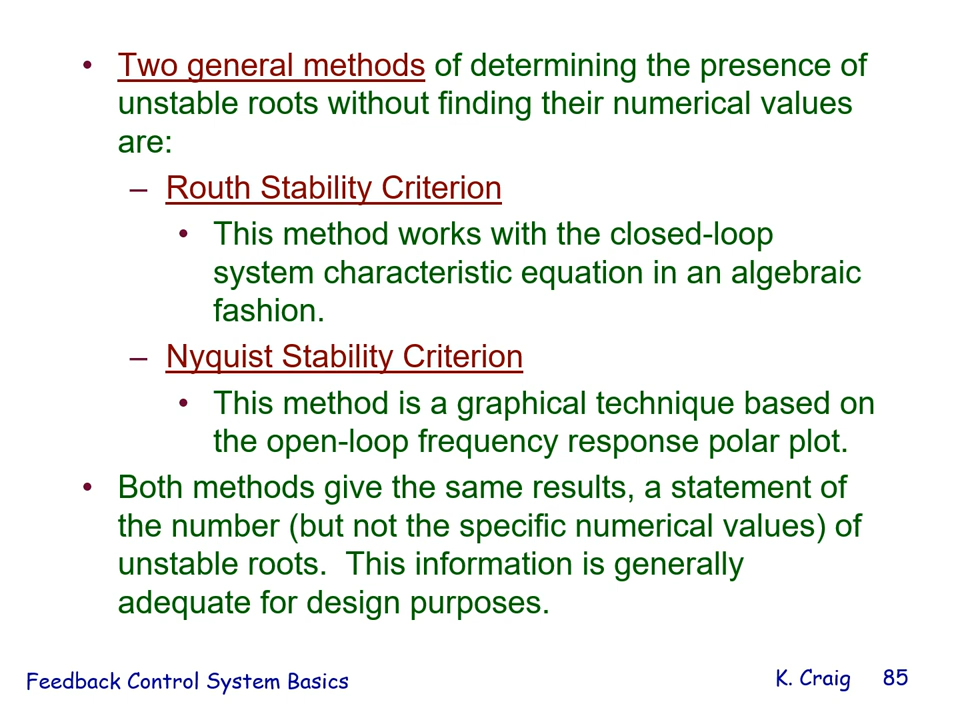 • Two general methods of determining the presence of
unstable roots without finding their numerical values
are:
– Routh Stability Criterion
• This method works with the closed-loop
system characteristic equation in an algebraic
fashion.
– Nyquist Stability Criterion
• This method is a graphical technique based on
the open-loop frequency response polar plot.
• Both methods give the same results, a statement of
the number (but not the specific numerical values) of
unstable roots.  This information is generally
adequate for design purposes.
Feedback Control System Basics
K. Craig 85